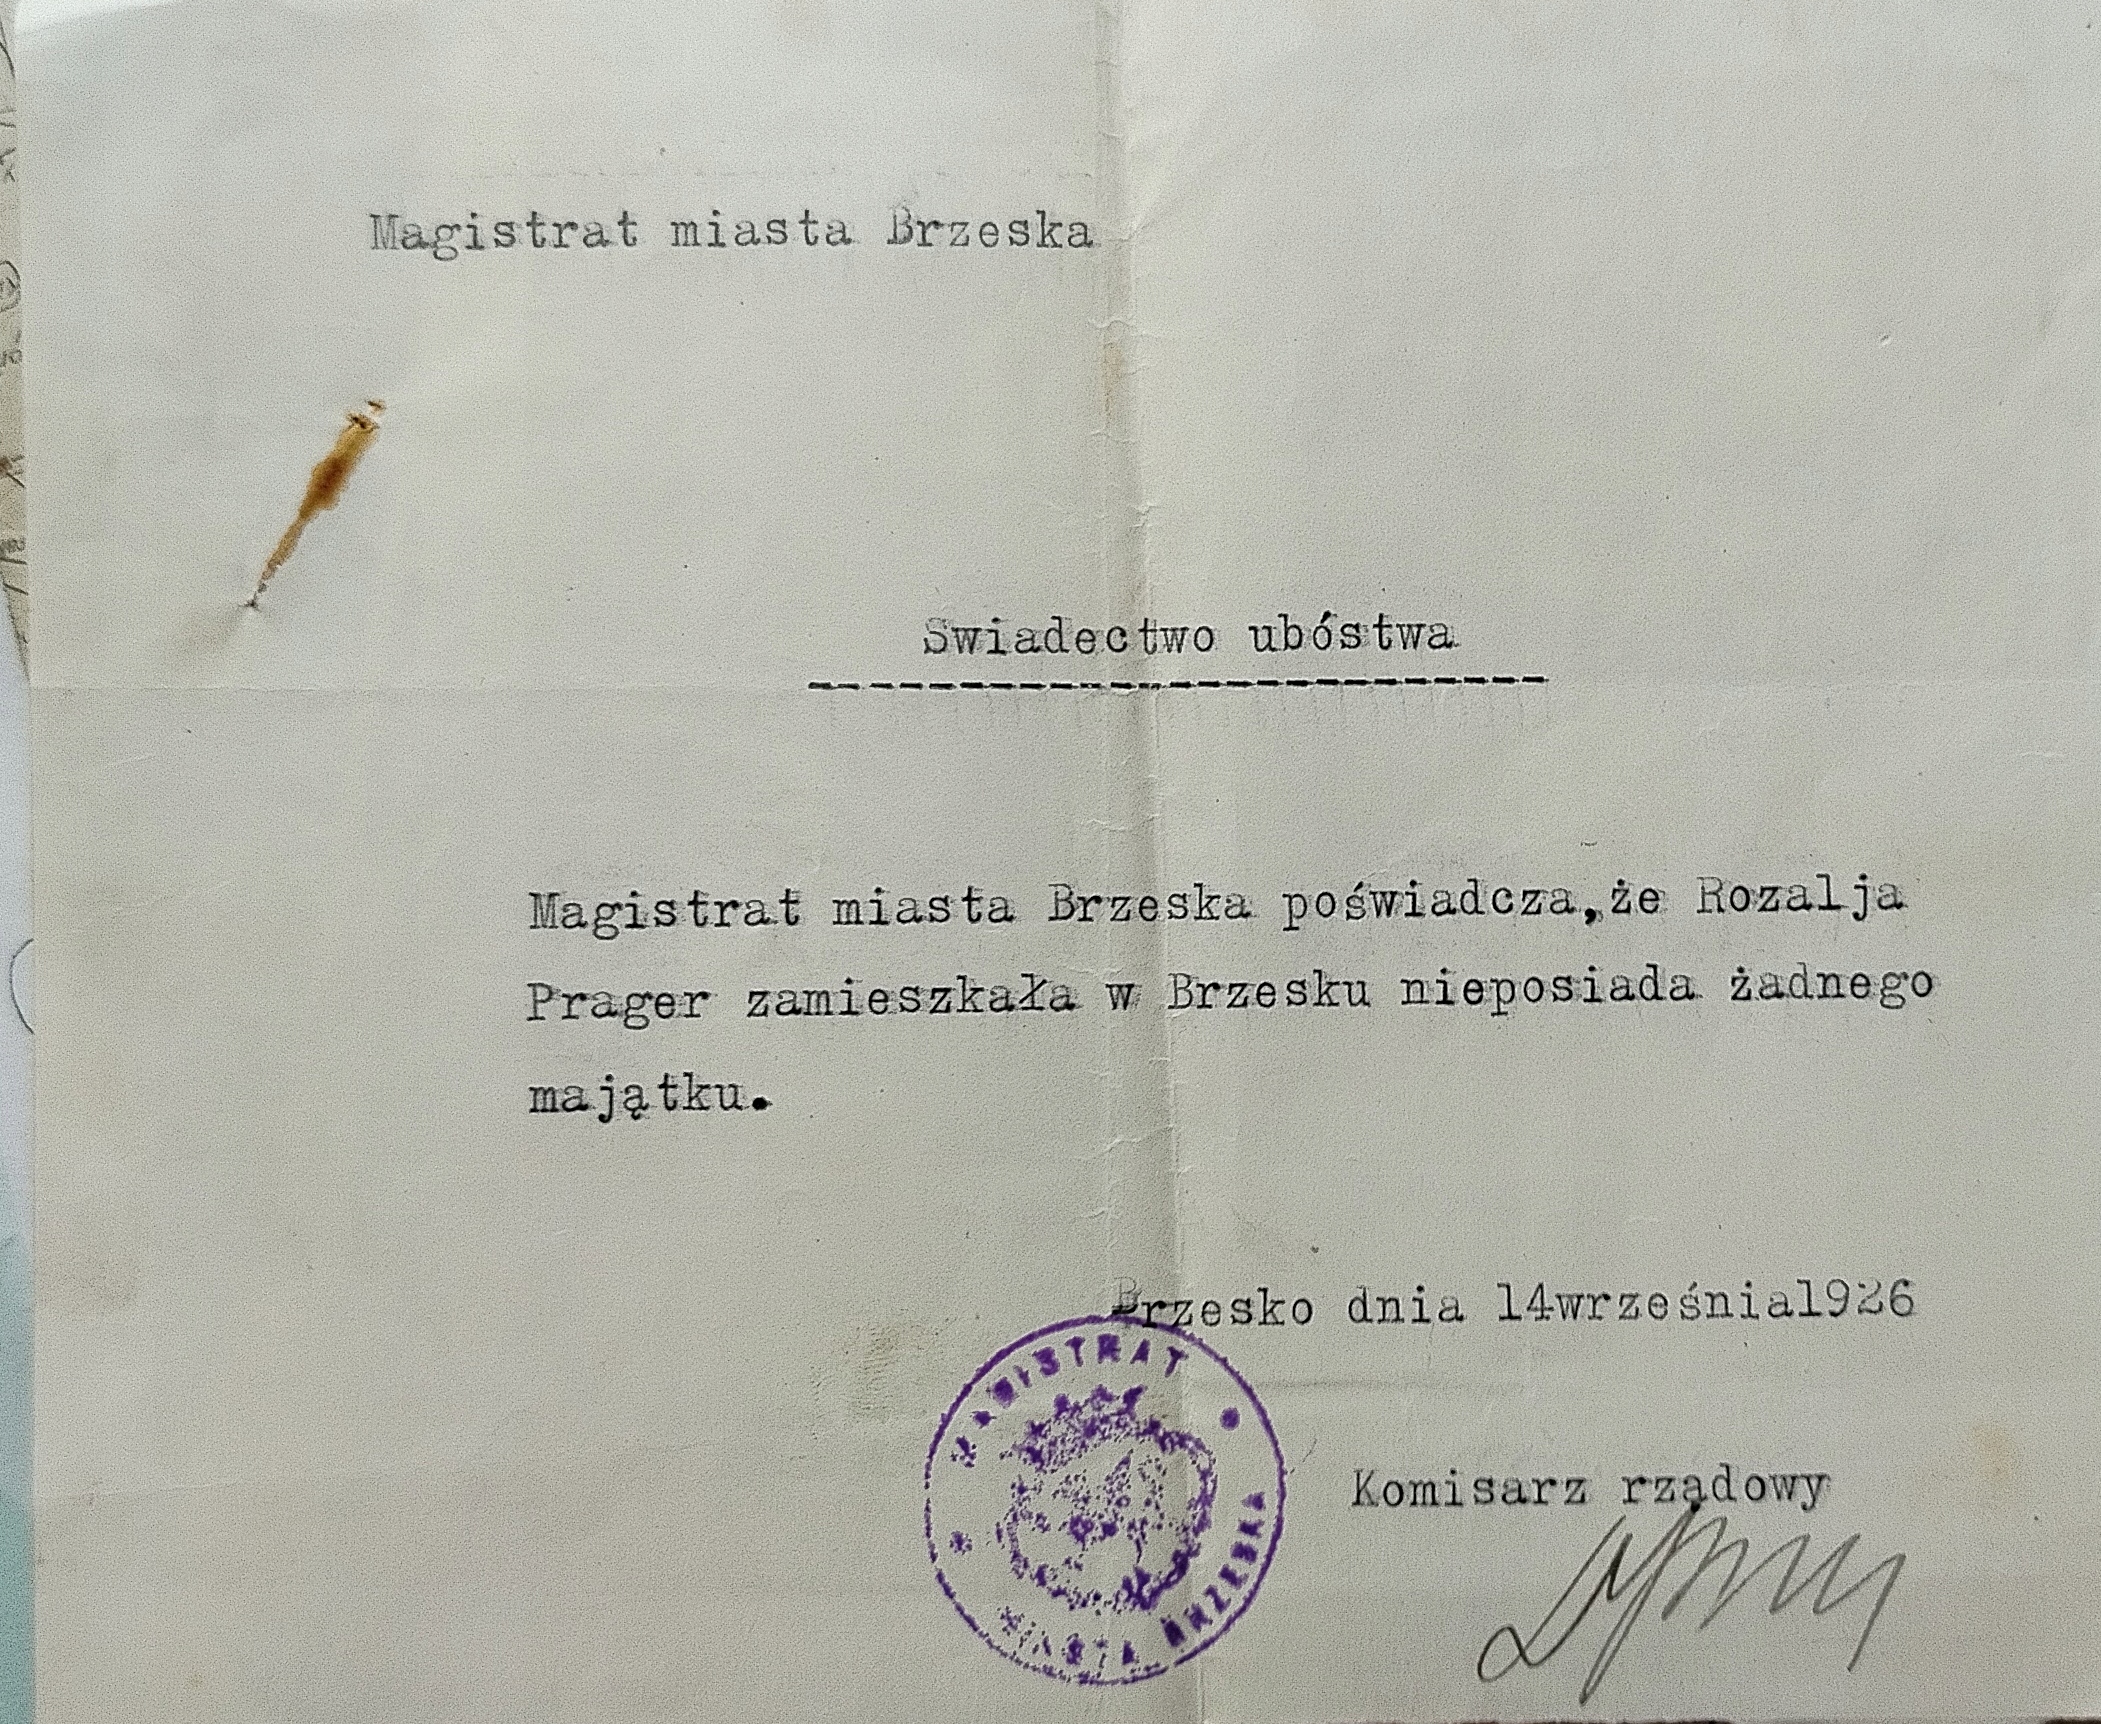 Magistrat miasta Brzeska
Swiadectwo ubóstwa
Magistrat miasta Brzeska poświadcza,że Rozalja
Prager zamieszkała w Brzesku nieposiada żadnego
majątku.
Brzesko dnia 14września1926
MAGISTRAT
MIASTA BRZESKA
Komisarz rządowy